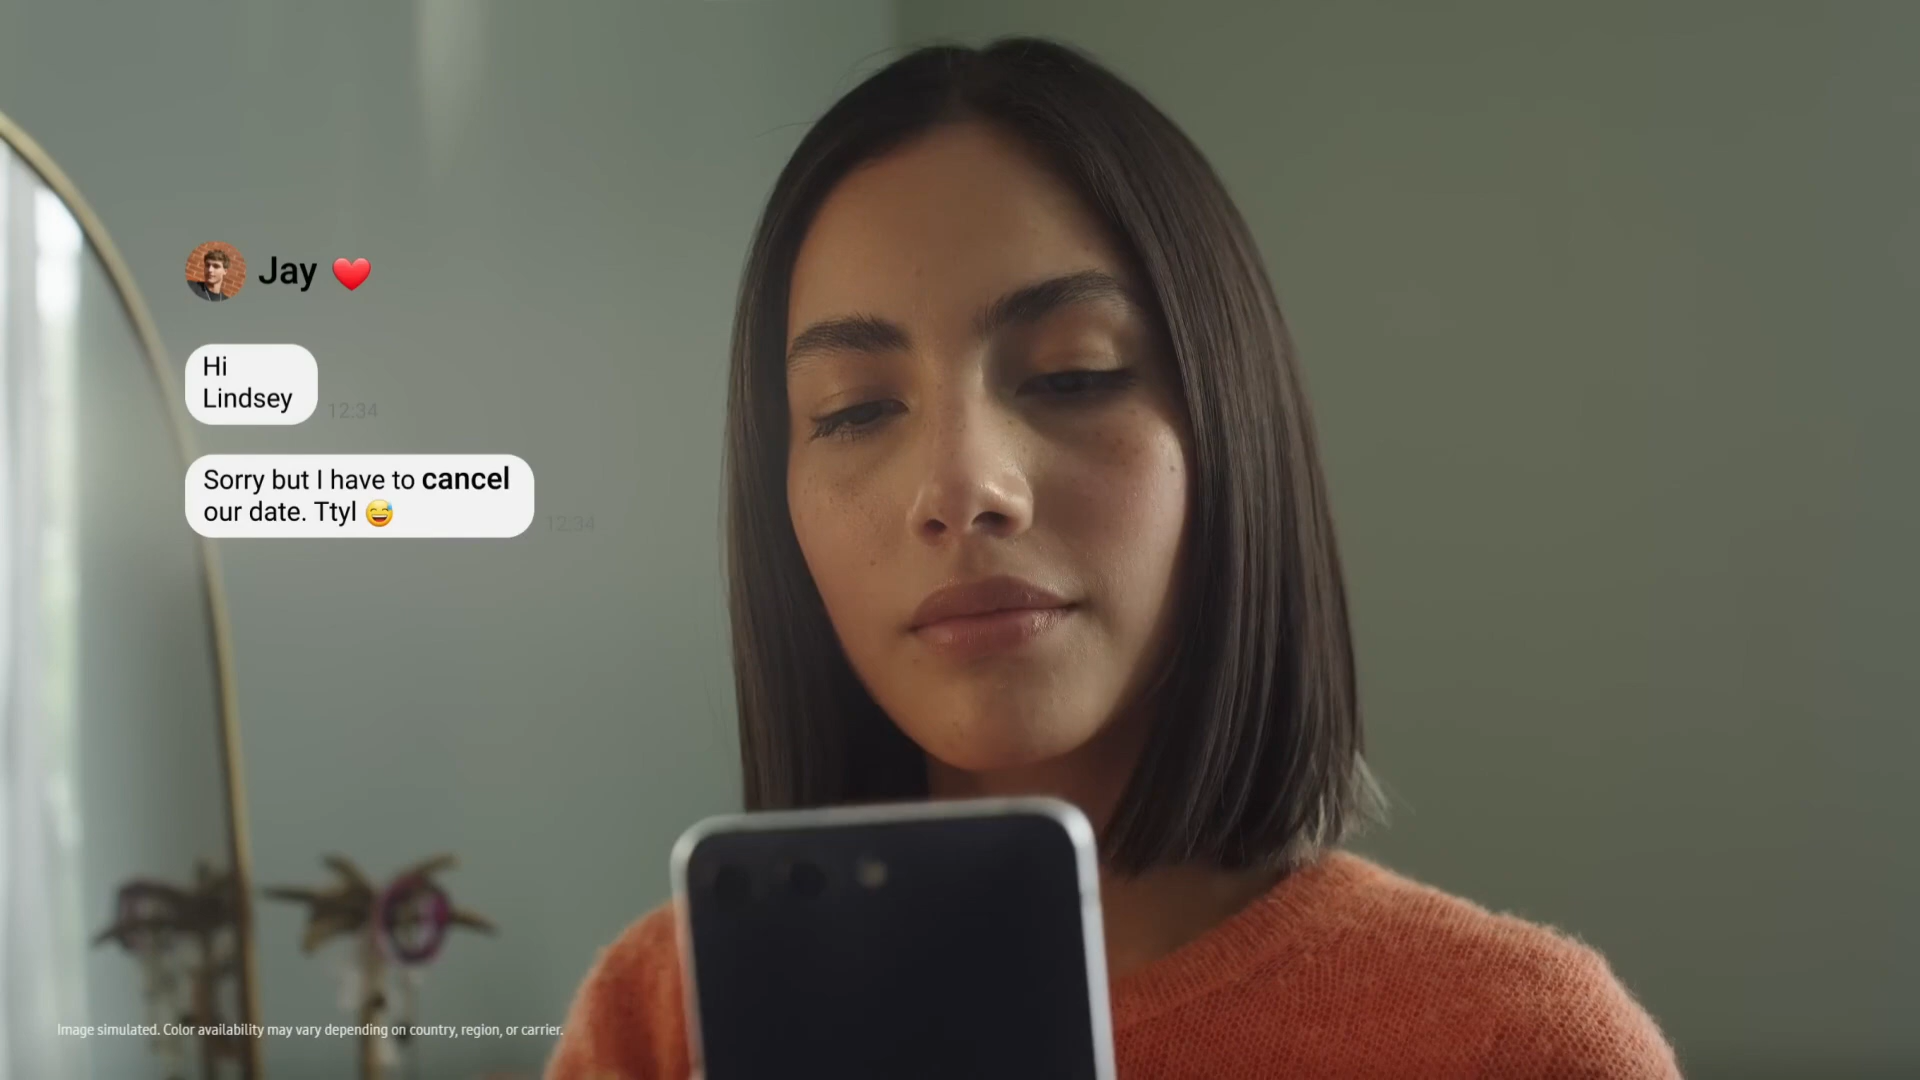 Jay ❤️
Hi
Lindsey
12:34
Sorry but I have to cancel
our date. Ttyl 😅
12:34
Image simulated. Color availability may vary depending on country, region, or carrier.